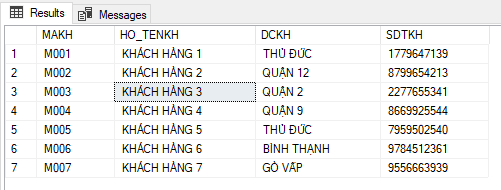 Results Messages
MAKH HO_TENKH DCKH SDTKH
1 M001 KHÁCH HÀNG 1 THỦ ĐỨC 1779647139
2 M002 KHÁCH HÀNG 2 QUẬN 12 8799654213
3 M003 KHÁCH HÀNG 3 QUẬN 2 2277655341
4 M004 KHÁCH HÀNG 4 QUẬN 9 8669925544
5 M005 KHÁCH HÀNG 5 THỦ ĐỨC 7959502540
6 M006 KHÁCH HÀNG 6 BÌNH THẠNH 9784512361
7 M007 KHÁCH HÀNG 7 GÒ VẤP 9556663939